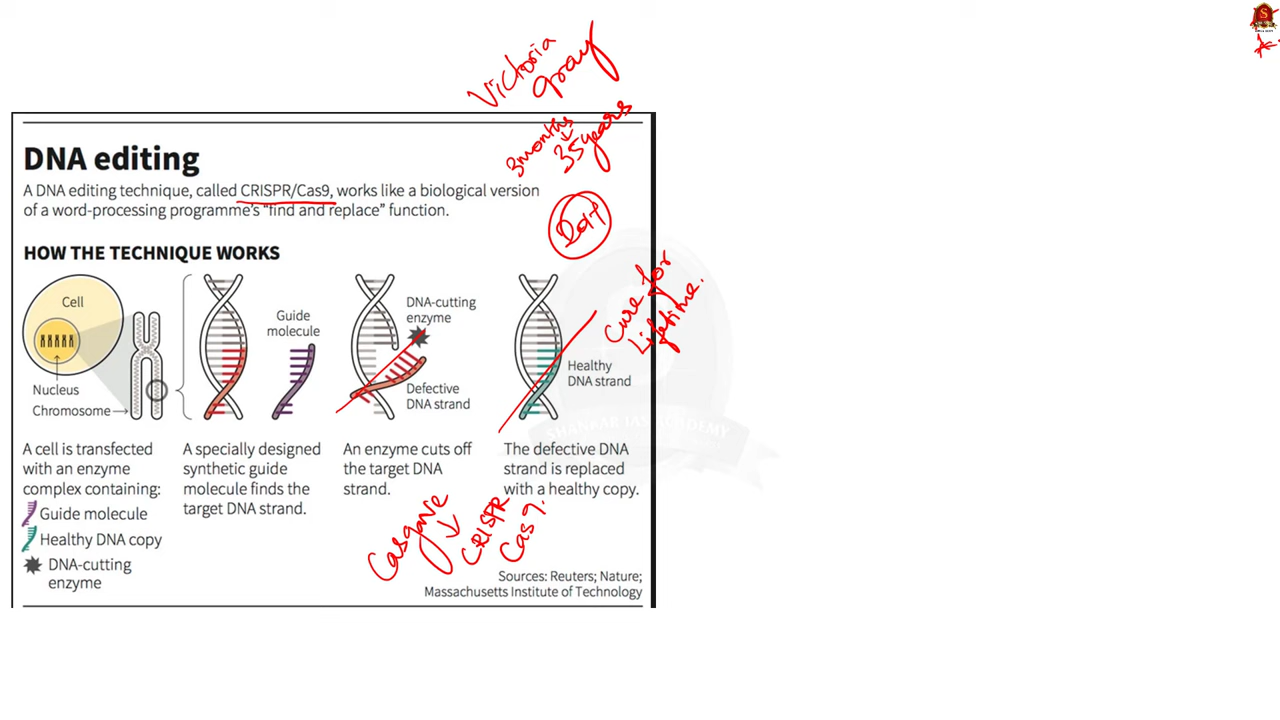 Victoria
Gray
3 months
35 years
DNA editing
A DNA editing technique, called CRISPR/Cas9, works like a biological version
of a word-processing programme's "find and replace" function.
HOW THE TECHNIQUE WORKS
Cure for
Lifetime.
Cell
Nucleus
Chromosome
Guide
molecule
DNA-cutting
enzyme
Defective
DNA strand
Healthy
DNA strand
SHANKAR IAS ACADEMY
A cell is transfected
with an enzyme
complex containing:
Guide molecule
Healthy DNA copy
DNA-cutting
enzyme
A specially designed
synthetic guide
molecule finds the
target DNA strand.
An enzyme cuts off
the target DNA
strand.
The defective DNA
strand is replaced
with a healthy copy.
CRISPR
Cas9.
Sources: Reuters; Nature;
Massachusetts Institute of Technology